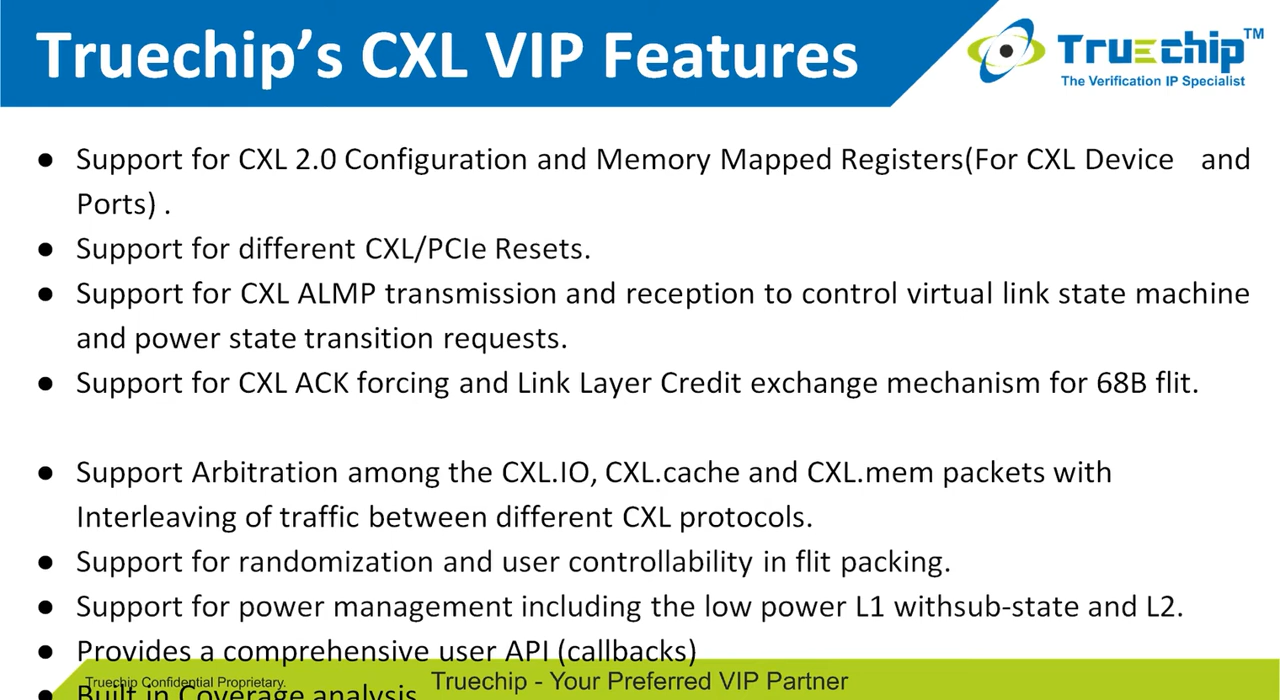 Truechip's CXL VIP Features
Truechip™
The Verification IP Specialist
● Support for CXL 2.0 Configuration and Memory Mapped Registers(For CXL Device and
Ports) .
● Support for different CXL/PCIe Resets.
● Support for CXL ALMP transmission and reception to control virtual link state machine
and power state transition requests.
● Support for CXL ACK forcing and Link Layer Credit exchange mechanism for 68B flit.
● Support Arbitration among the CXL.IO, CXL.cache and CXL.mem packets with
Interleaving of traffic between different CXL protocols.
● Support for randomization and user controllability in flit packing.
● Support for power management including the low power L1 withsub-state and L2.
● Provides a comprehensive user API (callbacks)
● Built in Coverage analysis.
Truechip Confidential Proprietary.
Truechip - Your Preferred VIP Partner